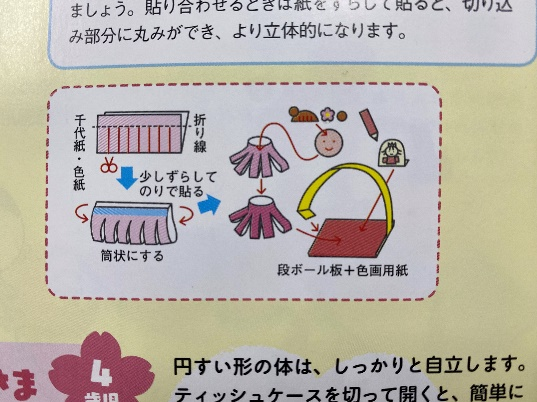 ましょう。貼り合わせるときは紙をずらして貼ると、切り込
み部分に丸みができ、より立体的になります。
千代紙・色紙
折り線
少しずらして
のりで貼る
筒状にする
段ボール板+色画用紙
4
歳児
円すい形の体は、しっかりと自立します。
ティッシュケースを切って開くと、簡単に